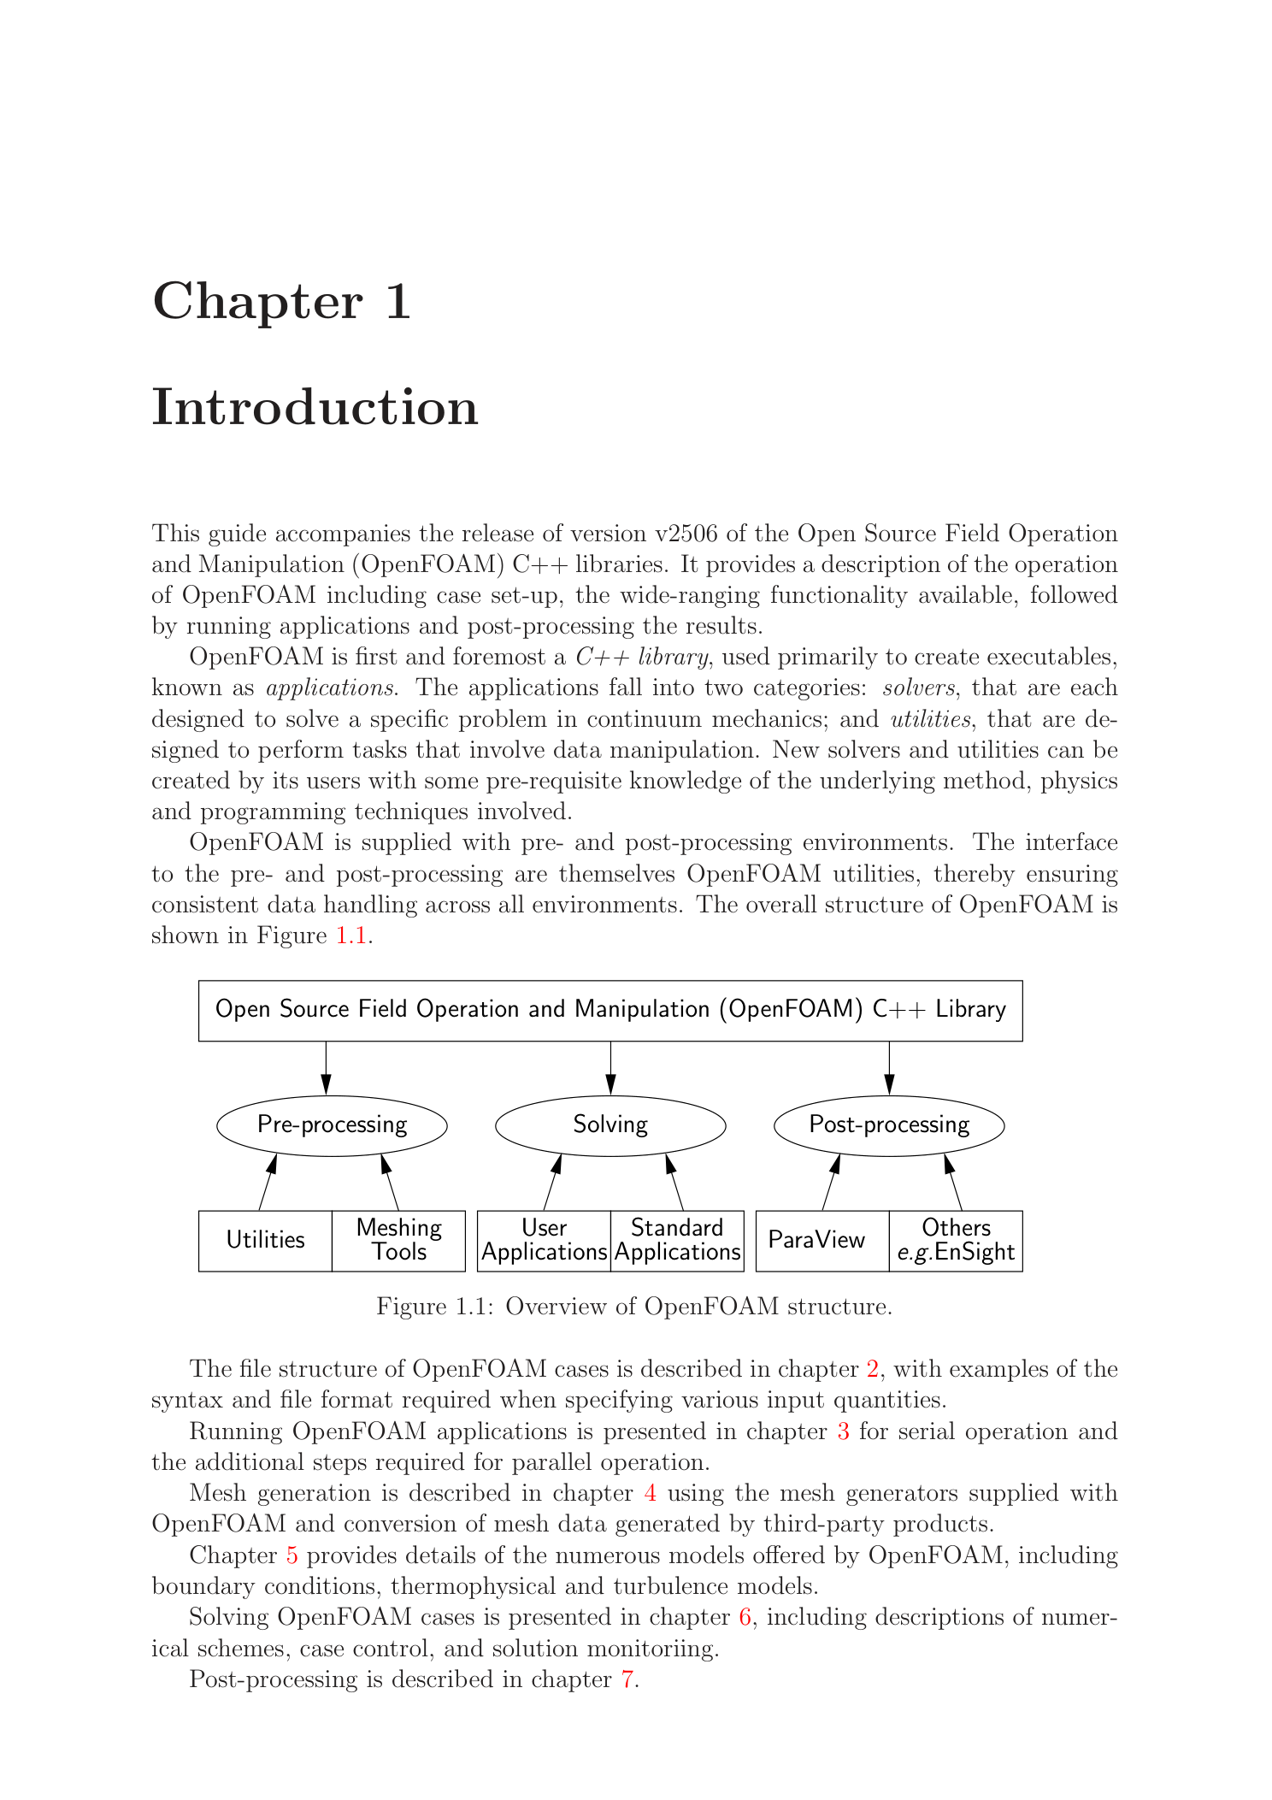 Chapter 1
Introduction
This guide accompanies the release of version v2506 of the Open Source Field Operation
and Manipulation (OpenFOAM) C++ libraries. It provides a description of the operation
of OpenFOAM including case set-up, the wide-ranging functionality available, followed
by running applications and post-processing the results.
OpenFOAM is first and foremost a C++ library, used primarily to create executables,
known as applications. The applications fall into two categories: solvers, that are each
designed to solve a specific problem in continuum mechanics; and utilities, that are de-
signed to perform tasks that involve data manipulation. New solvers and utilities can be
created by its users with some pre-requisite knowledge of the underlying method, physics
and programming techniques involved.
OpenFOAM is supplied with pre- and post-processing environments. The interface
to the pre- and post-processing are themselves OpenFOAM utilities, thereby ensuring
consistent data handling across all environments. The overall structure of OpenFOAM is
shown in Figure 1.1.
Open Source Field Operation and Manipulation (OpenFOAM) C++ Library
Pre-processing
Solving
Post-processing
Utilities
Meshing
Tools
User
Applications
Standard
Applications
ParaView
Others
e.g.EnSight
Figure 1.1: Overview of OpenFOAM structure.
The file structure of OpenFOAM cases is described in chapter 2, with examples of the
syntax and file format required when specifying various input quantities.
Running OpenFOAM applications is presented in chapter 3 for serial operation and
the additional steps required for parallel operation.
Mesh generation is described in chapter 4 using the mesh generators supplied with
OpenFOAM and conversion of mesh data generated by third-party products.
Chapter 5 provides details of the numerous models offered by OpenFOAM, including
boundary conditions, thermophysical and turbulence models.
Solving OpenFOAM cases is presented in chapter 6, including descriptions of numer-
ical schemes, case control, and solution monitoriing.
Post-processing is described in chapter 7.